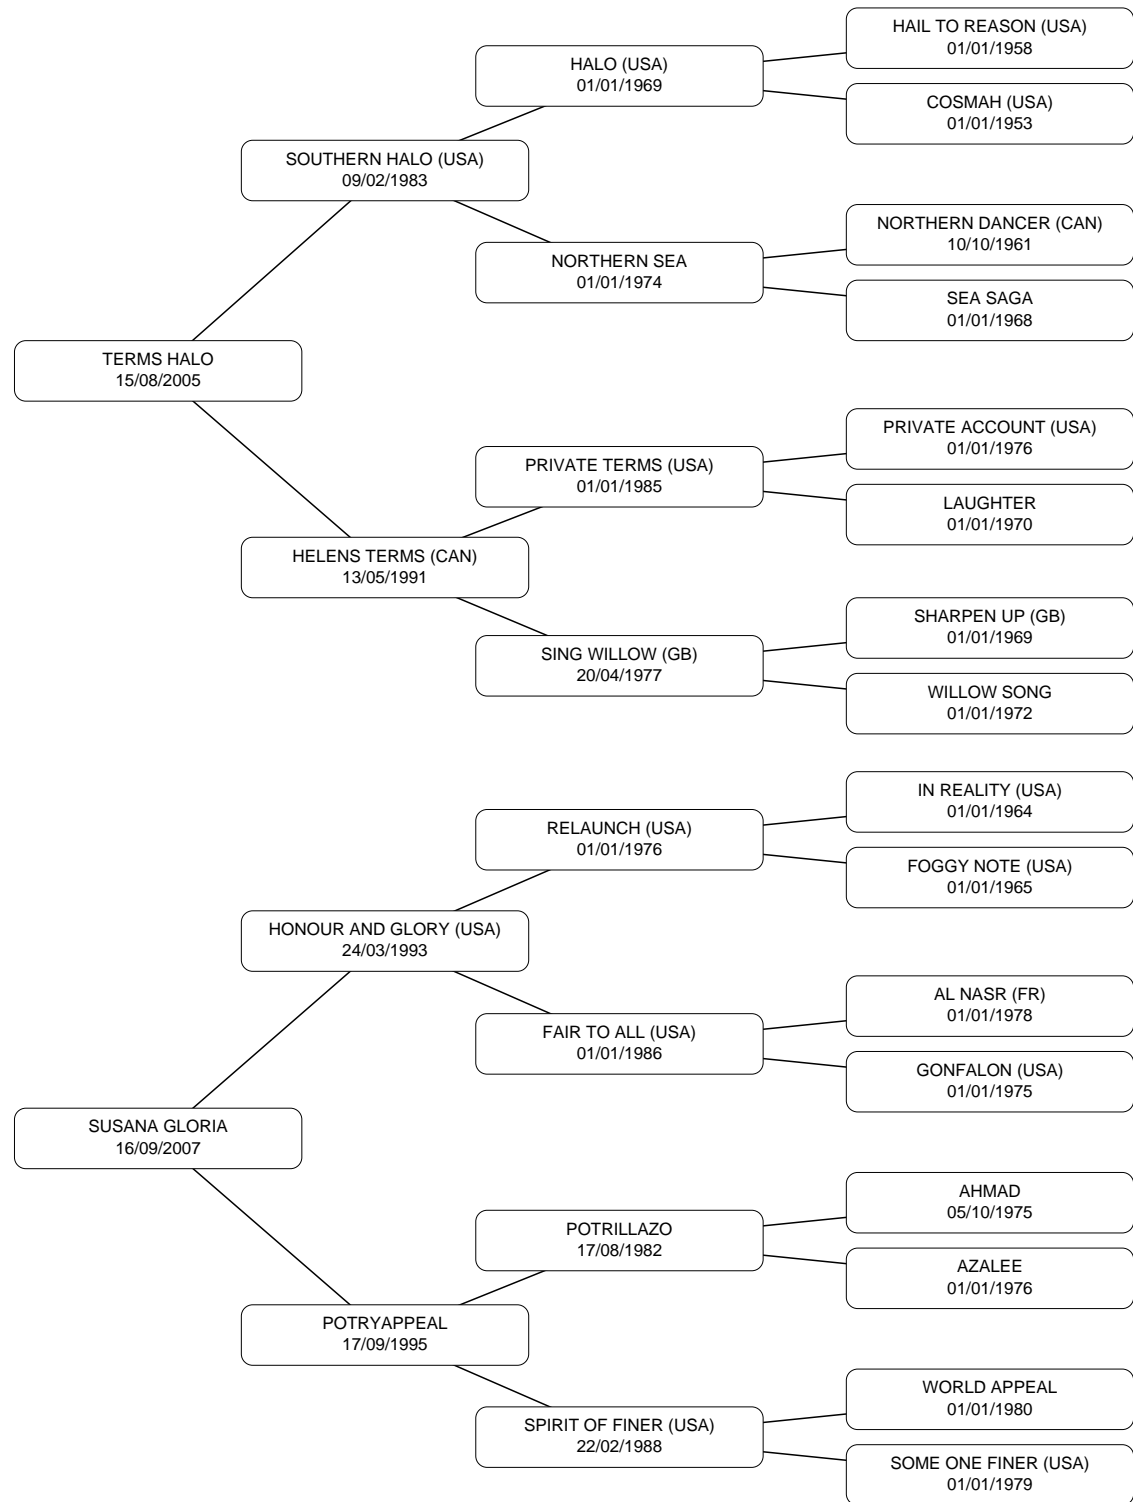 HAIL TO REASON (USA)
01/01/1958
HALO (USA)
01/01/1969
COSMAH (USA)
01/01/1953
SOUTHERN HALO (USA)
09/02/1983
NORTHERN DANCER (CAN)
10/10/1961
NORTHERN SEA
01/01/1974
SEA SAGA
01/01/1968
TERMS HALO
15/08/2005
PRIVATE ACCOUNT (USA)
01/01/1976
PRIVATE TERMS (USA)
01/01/1985
LAUGHTER
01/01/1970
HELENS TERMS (CAN)
13/05/1991
SHARPEN UP (GB)
01/01/1969
SING WILLOW (GB)
20/04/1977
WILLOW SONG
01/01/1972
IN REALITY (USA)
01/01/1964
RELAUNCH (USA)
01/01/1976
FOGGY NOTE (USA)
01/01/1965
HONOUR AND GLORY (USA)
24/03/1993
AL NASR (FR)
01/01/1978
FAIR TO ALL (USA)
01/01/1986
GONFALON (USA)
01/01/1975
SUSANA GLORIA
16/09/2007
AHMAD
05/10/1975
POTRILLAZO
17/08/1982
AZALEE
01/01/1976
POTRYAPPEAL
17/09/1995
WORLD APPEAL
01/01/1980
SPIRIT OF FINER (USA)
22/02/1988
SOME ONE FINER (USA)
01/01/1979